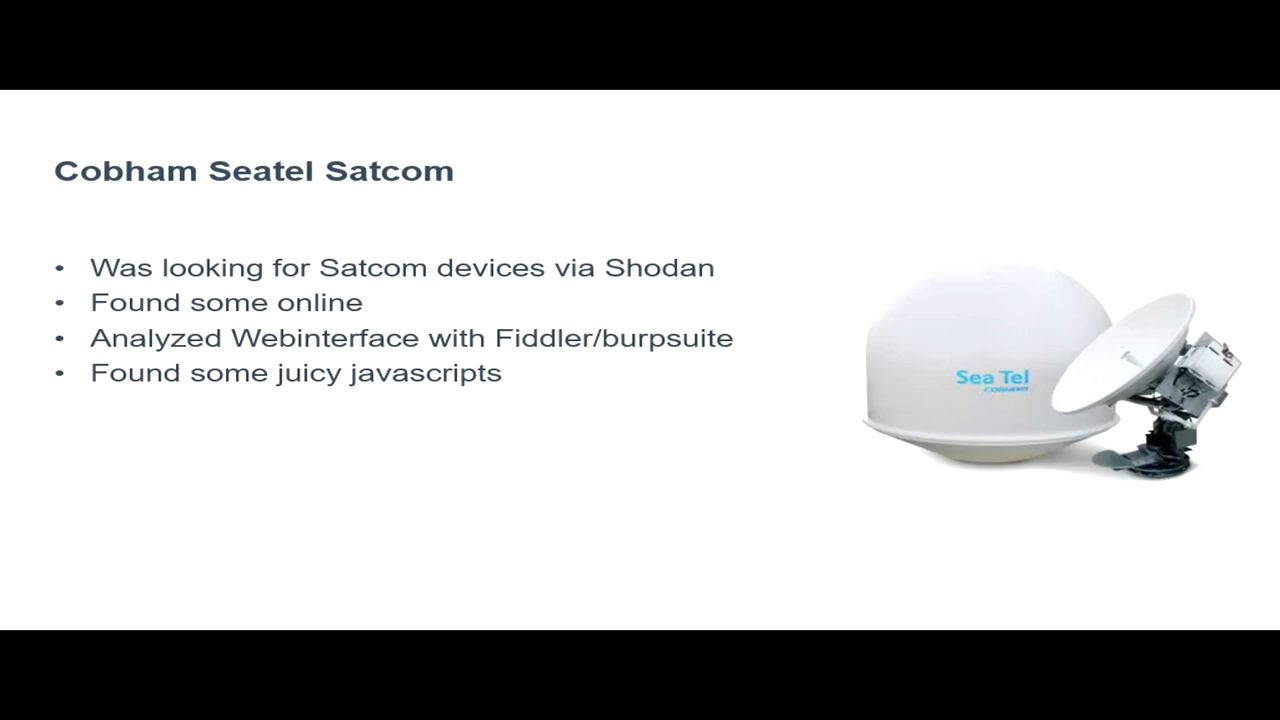 Cobham Seatel Satcom
• Was looking for Satcom devices via Shodan
• Found some online
• Analyzed Webinterface with Fiddler/burpsuite
• Found some juicy javascripts
Sea Tel
COBHAM